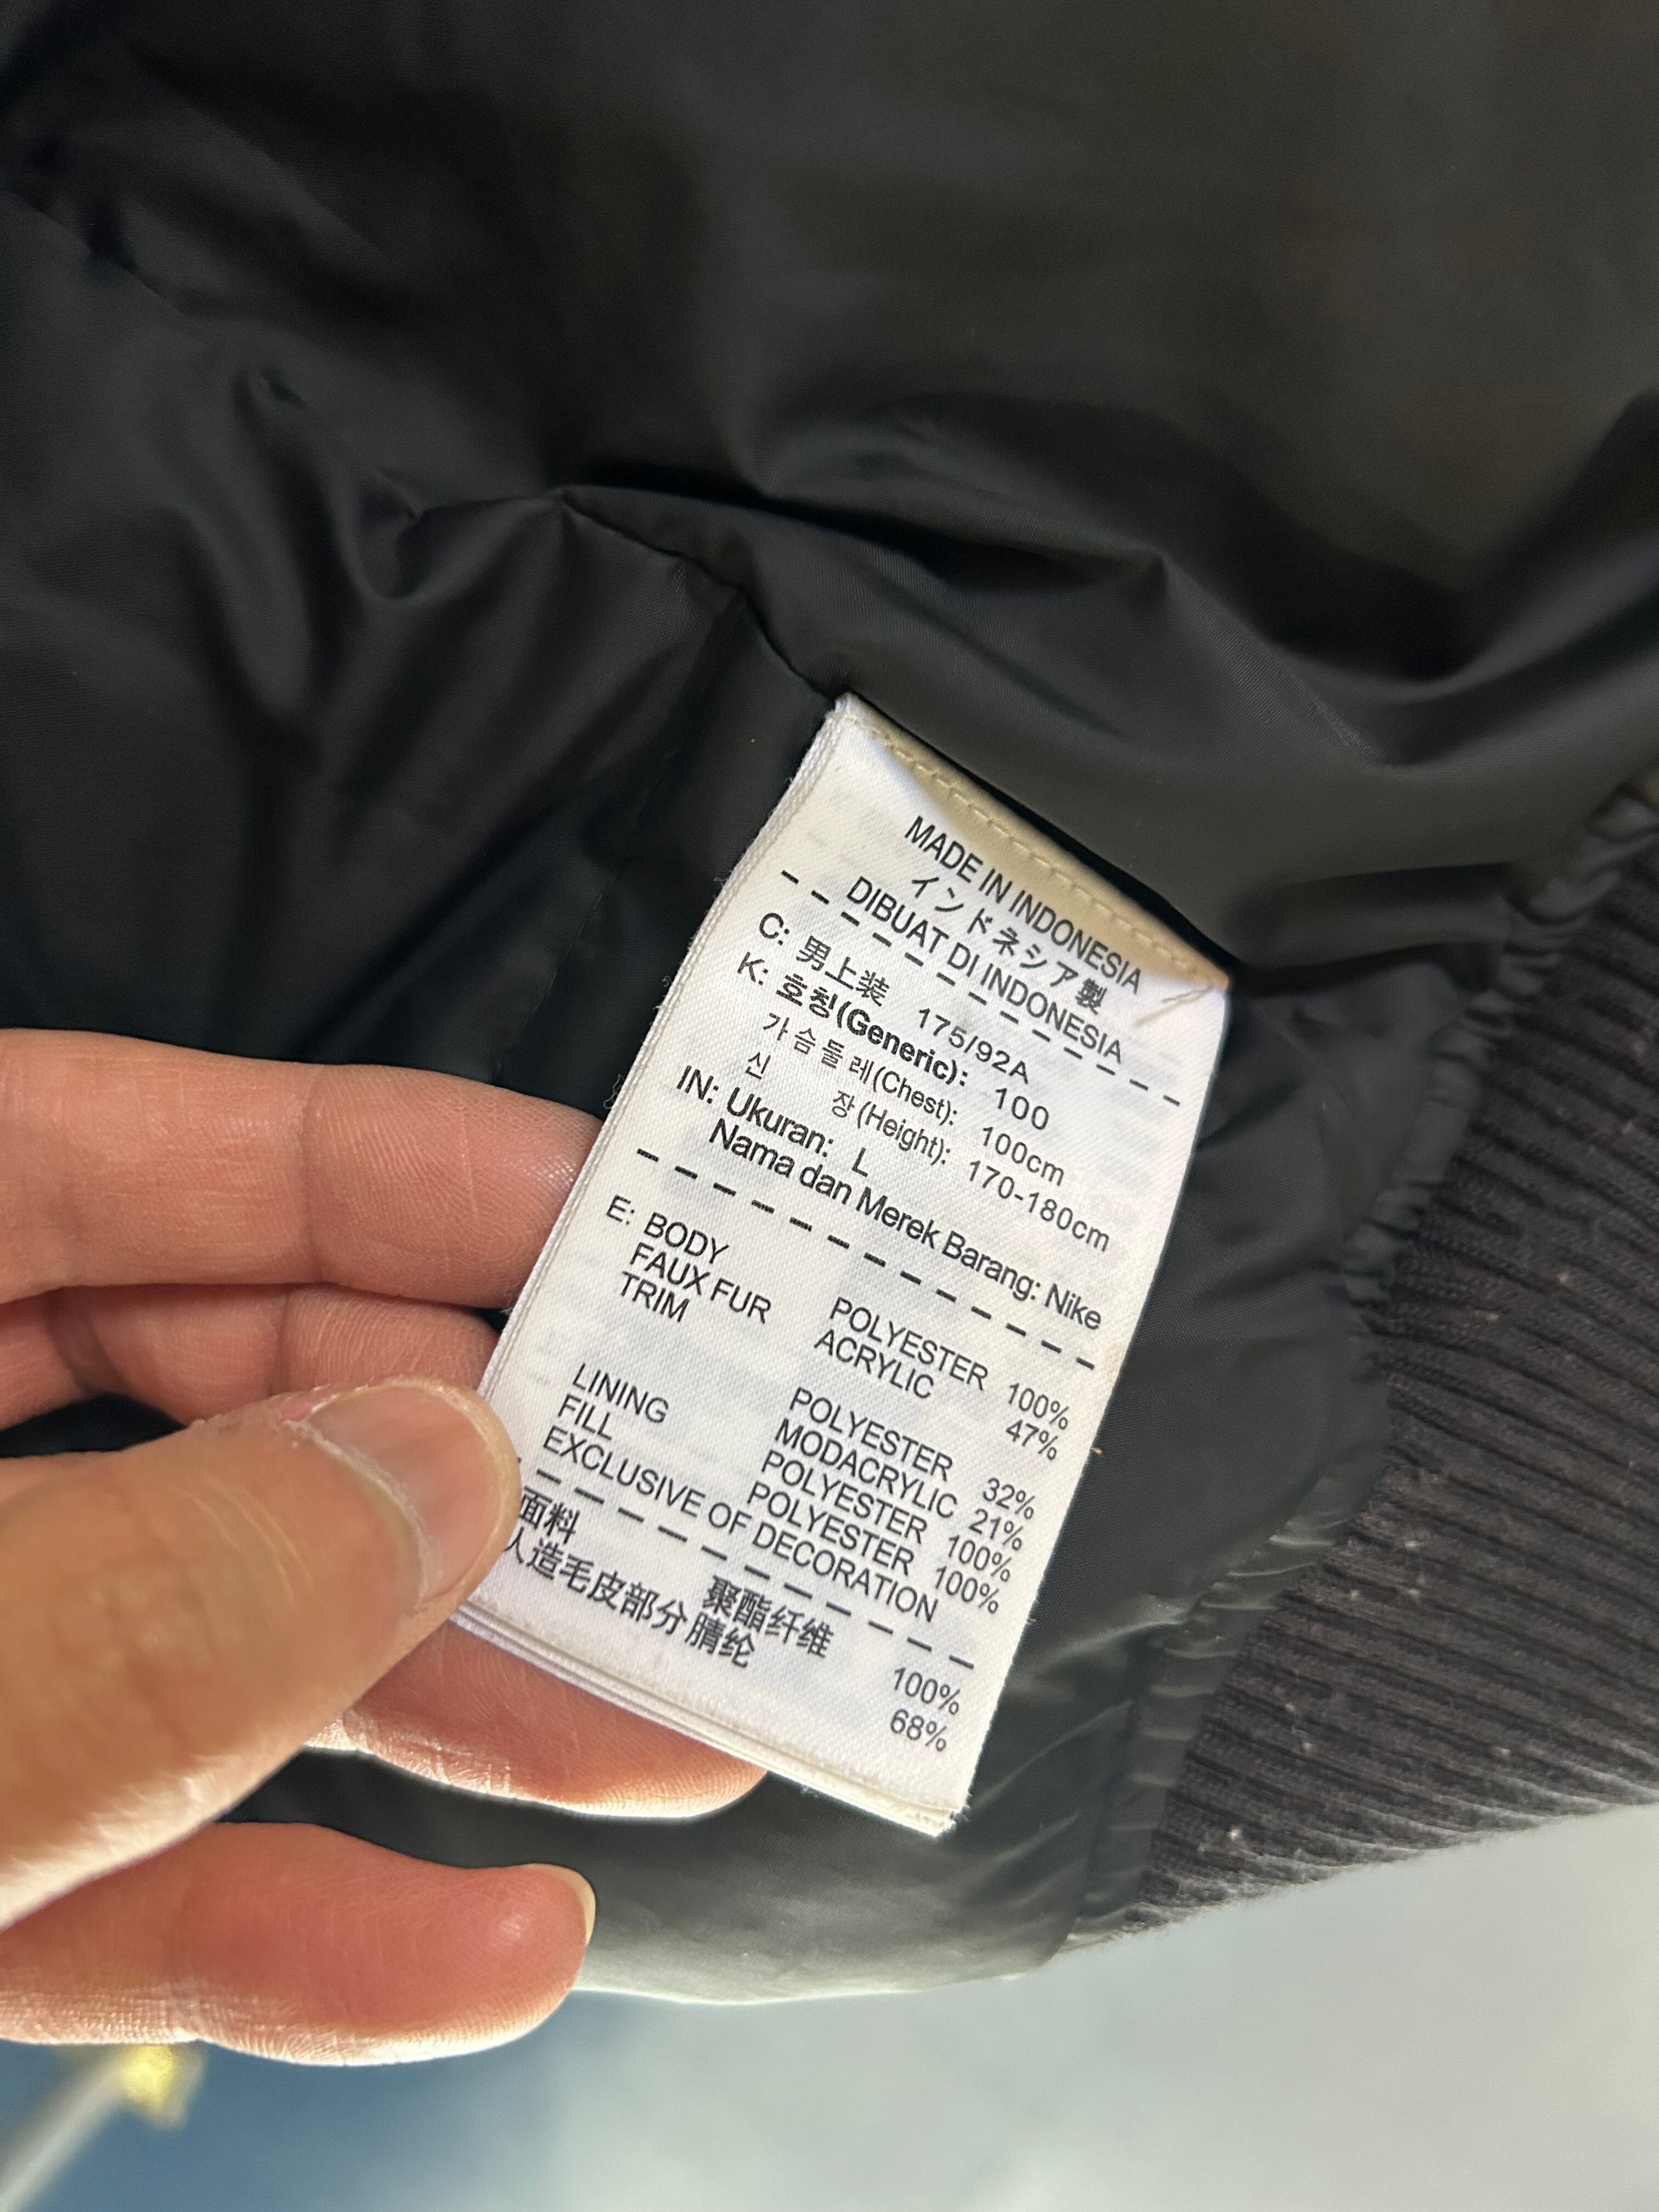 MADE IN INDONESIA
インドネシア製
DIBUAT DI INDONESIA
C: 男上装 175/92A
K: 호칭(Generic): 100
가슴둘레(Chest): 100cm
신 장(Height): 170-180cm
IN: Ukuran: L
Nama dan Merek Barang: Nike
E: BODY POLYESTER 100%
FAUX FUR ACRYLIC 47%
TRIM
POLYESTER 32%
MODACRYLIC 21%
LINING POLYESTER 100%
FILL POLYESTER 100%
EXCLUSIVE OF DECORATION
面料 聚酯纤维 100%
人造毛皮部分 腈纶 68%